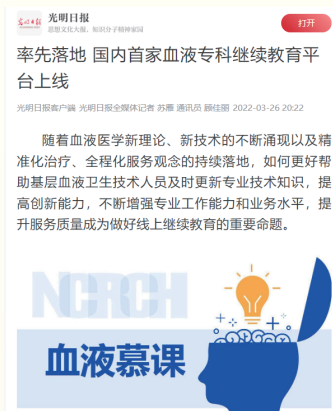 光明日报
光明日报
思想文化大报，知识分子精神家园
打开
率先落地 国内首家血液专科继续教育平
台上线
光明日报客户端 光明日报全媒体记者 苏雁 通讯员 顾佳丽 2022-03-26 20:22
随着血液医学新理论、新技术的不断涌现以及精
准化治疗、全程化服务观念的持续落地，如何更好帮
助基层血液卫生技术人员及时更新专业技术知识，提
高创新能力，不断增强专业工作能力和业务水平，提
升服务质量成为做好线上继续教育的重要命题。
NCRCH
血液慕课